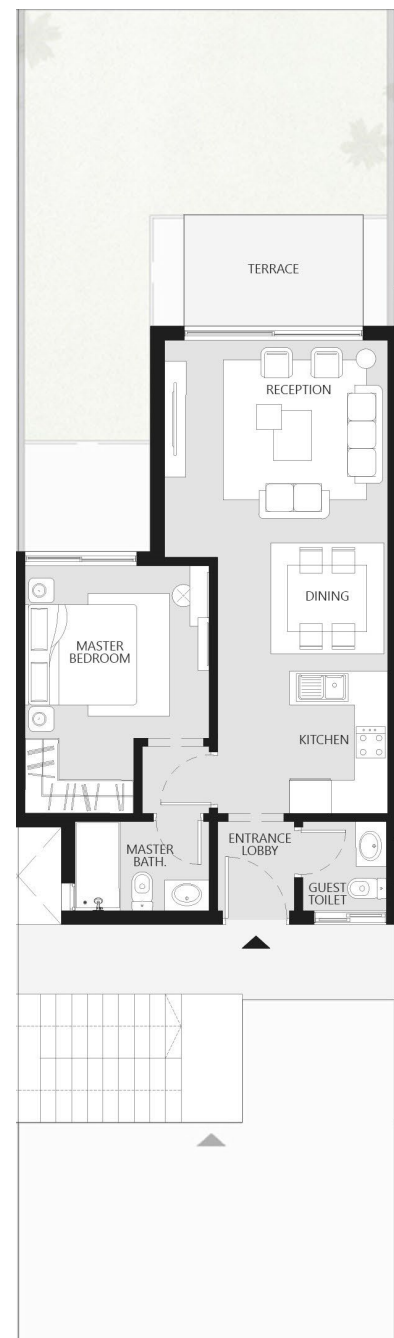 TERRACE
RECEPTION
DINING
MASTER
BEDROOM
KITCHEN
MASTER
BATH.
ENTRANCE
LOBBY
GUEST
TOILET